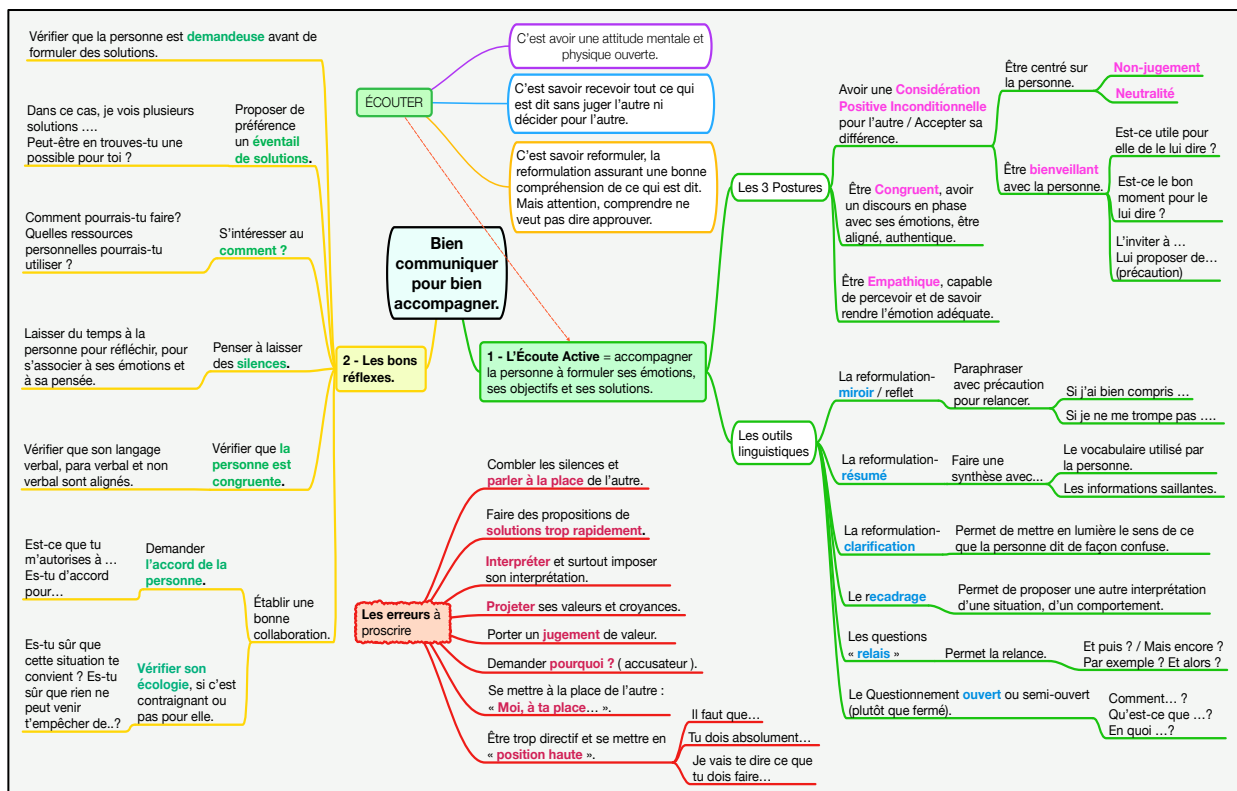 Bien
communiquer
pour bien
accompagner.
ÉCOUTER
C'est avoir une attitude mentale et
physique ouverte.
C'est savoir recevoir tout ce qui
est dit sans juger l'autre ni
décider pour l'autre.
C'est savoir reformuler, la
reformulation assurant une bonne
compréhension de ce qui est dit.
Mais attention, comprendre ne
veut pas dire approuver.
1 - L'Écoute Active = accompagner
la personne à formuler ses émotions,
ses objectifs et ses solutions.
Les 3 Postures
Avoir une Considération
Positive Inconditionnelle
pour l'autre / Accepter sa
différence.
Être centré sur
la personne.
Non-jugement
Neutralité
Être bienveillant
avec la personne.
Est-ce utile pour
elle de le lui dire ?
Est-ce le bon
moment pour le
lui dire ?
L'inviter à …
Lui proposer de…
(précaution)
Être Congruent, avoir
un discours en phase
avec ses émotions, être
aligné, authentique.
Être Empathique, capable
de percevoir et de savoir
rendre l'émotion adéquate.
Les outils
linguistiques
La reformulation-
miroir / reflet
Paraphraser
avec précaution
pour relancer.
Si j'ai bien compris …
Si je ne me trompe pas ….
La reformulation-
résumé
Faire une
synthèse avec...
Le vocabulaire utilisé par
la personne.
Les informations saillantes.
La reformulation-
clarification
Permet de mettre en lumière le sens de ce
que la personne dit de façon confuse.
Le recadrage
Permet de proposer une autre interprétation
d'une situation, d'un comportement.
Les questions
« relais »
Permet la relance.
Et puis ? / Mais encore ?
Par exemple ? Et alors ?
Le Questionnement ouvert ou semi-ouvert
(plutôt que fermé).
Comment… ?
Qu'est-ce que …?
En quoi …?
2 - Les bons
réflexes.
Vérifier que la personne est demandeuse avant de
formuler des solutions.
Proposer de
préférence
un éventail
de solutions.
Dans ce cas, je vois plusieurs
solutions ….
Peut-être en trouves-tu une
possible pour toi ?
S'intéresser au
comment ?
Comment pourrais-tu faire?
Quelles ressources
personnelles pourrais-tu
utiliser ?
Penser à laisser
des silences.
Laisser du temps à la
personne pour réfléchir, pour
s'associer à ses émotions et
à sa pensée.
Vérifier que la
personne est
congruente.
Vérifier que son langage
verbal, para verbal et non
verbal sont alignés.
Établir une
bonne
collaboration.
Demander
l'accord de la
personne.
Est-ce que tu
m'autorises à …
Es-tu d'accord
pour…
Vérifier son
écologie, si c'est
contraignant ou
pas pour elle.
Es-tu sûr que
cette situation te
convient ? Es-tu
sûr que rien ne
peut venir
t'empêcher de..?
Les erreurs à
proscrire
Combler les silences et
parler à la place de l'autre.
Faire des propositions de
solutions trop rapidement.
Interpréter et surtout imposer
son interprétation.
Projeter ses valeurs et croyances.
Porter un jugement de valeur.
Demander pourquoi ? ( accusateur ).
Se mettre à la place de l'autre :
« Moi, à ta place… ».
Être trop directif et se mettre en
« position haute ».
Il faut que…
Tu dois absolument…
Je vais te dire ce que
tu dois faire…